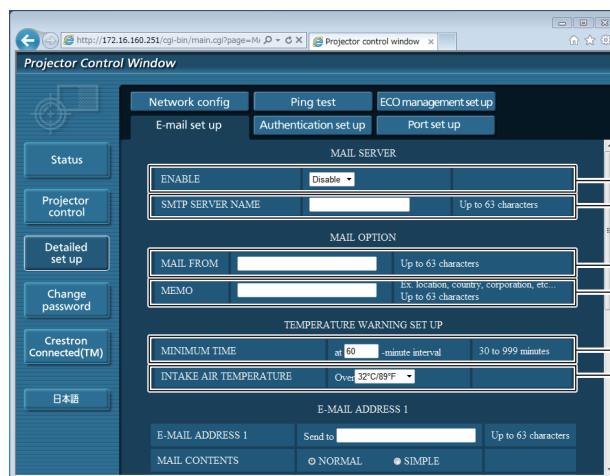 http://172.16.160.251/cgi-bin/main.cgi?page=M
Projector control window
Projector Control Window
Network config
Ping test
ECO management set up
E-mail set up
Authentication set up
Port set up
Status
Projector
control
Detailed
set up
Change
password
Crestron
Connected(TM)
日本語
MAIL SERVER
ENABLE Disable
SMTP SERVER NAME Up to 63 characters
MAIL OPTION
MAIL FROM Up to 63 characters
MEMO Ex. location, country, corporation, etc...
Up to 63 characters
TEMPERATURE WARNING SET UP
MINIMUM TIME at 60 -minute interval 30 to 999 minutes
INTAKE AIR TEMPERATURE Over 32°C/89°F
E-MAIL ADDRESS 1
E-MAIL ADDRESS 1 Send to Up to 63 characters
MAIL CONTENTS NORMAL SIMPLE